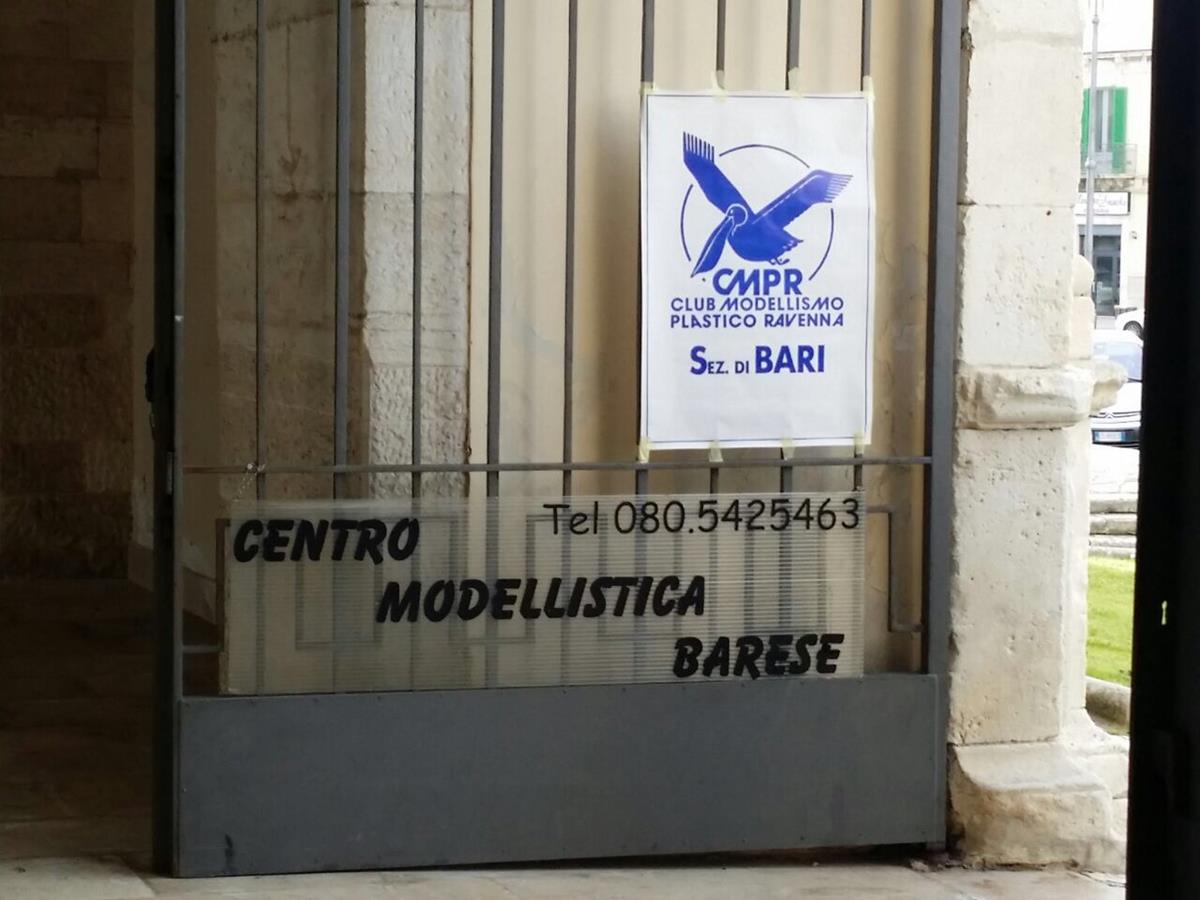 CMPR
CLUB MODELLISMO
PLASTICO RAVENNA
SEZ. DI BARI
Tel 080.5425463
CENTRO
MODELLISTICA
BARESE